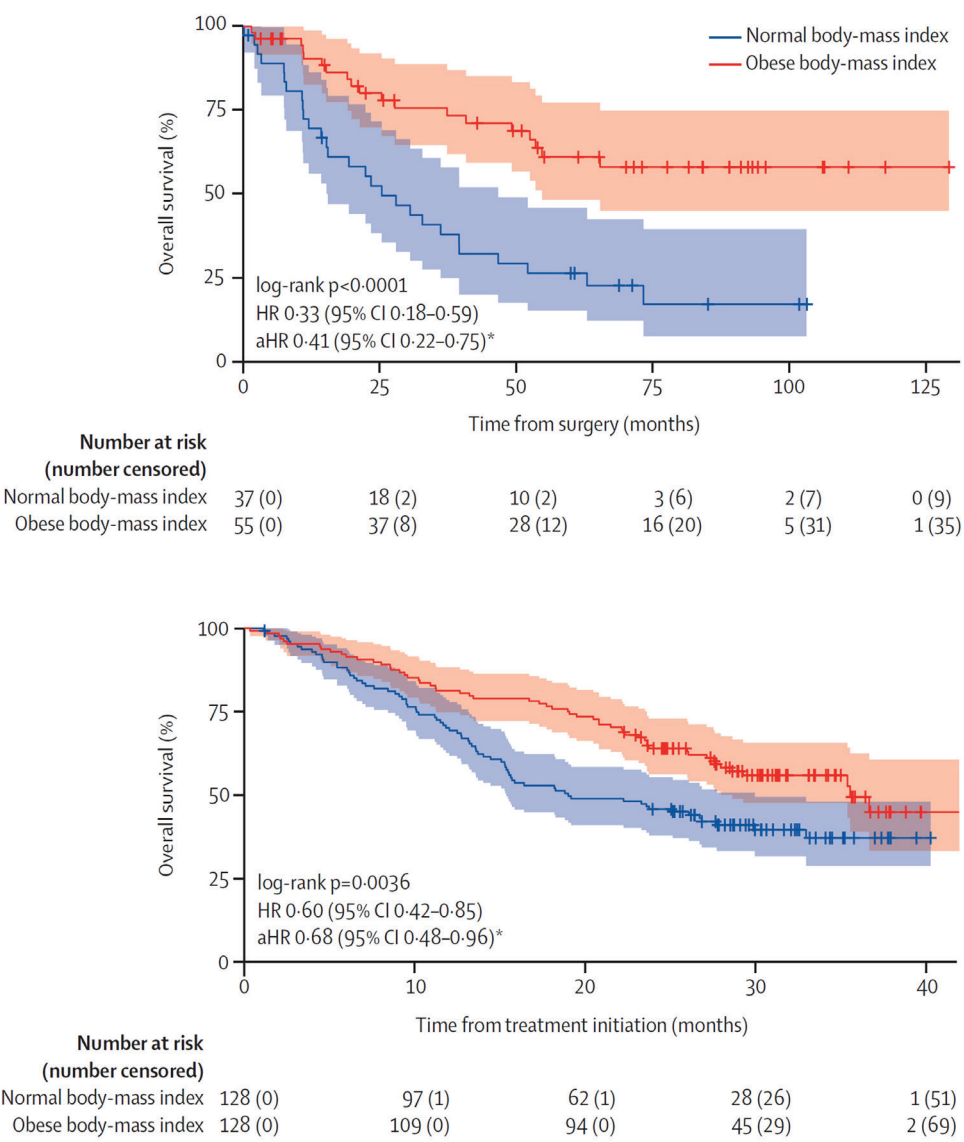 100
75
50
25
0
Overall survival (%)
Normal body-mass index
Obese body-mass index
log-rank p<0·0001
HR 0·33 (95% CI 0·18–0·59)
aHR 0·41 (95% CI 0·22–0·75)*
0 25 50 75 100 125
Time from surgery (months)
Number at risk
(number censored)
Normal body-mass index 37 (0) 18 (2) 10 (2) 3 (6) 2 (7) 0 (9)
Obese body-mass index 55 (0) 37 (8) 28 (12) 16 (20) 5 (31) 1 (35)
100
75
50
25
0
Overall survival (%)
log-rank p=0·0036
HR 0·60 (95% CI 0·42–0·85)
aHR 0·68 (95% CI 0·48–0·96)*
0 10 20 30 40
Time from treatment initiation (months)
Number at risk
(number censored)
Normal body-mass index 128 (0) 97 (1) 62 (1) 28 (26) 1 (51)
Obese body-mass index 128 (0) 109 (0) 94 (0) 45 (29) 2 (69)